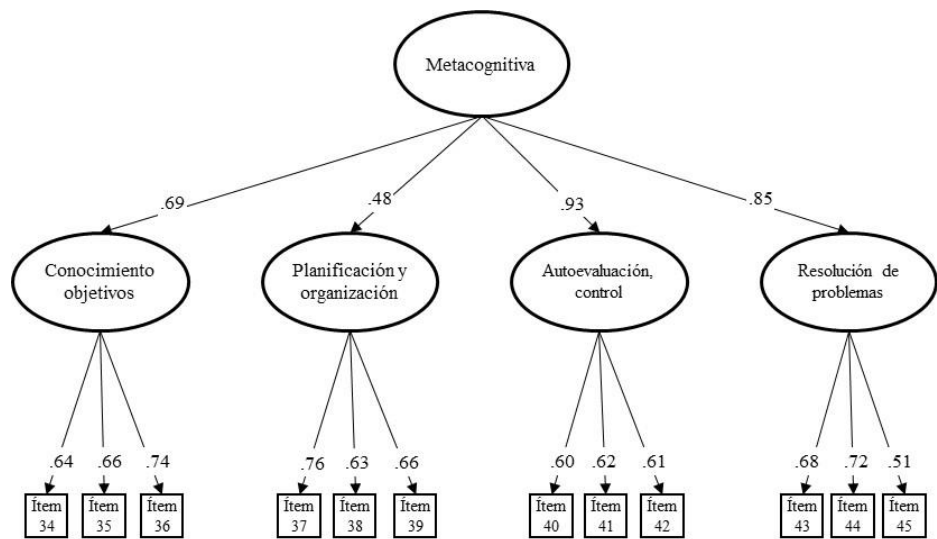 Metacognitiva
.69
.48
.93
.85
Conocimiento
objetivos
Planificación y
organización
Autoevaluación,
control
Resolución de
problemas
.64
.66
.74
.76
.63
.66
.60
.62
.61
.68
.72
.51
Ítem
34
Ítem
35
Ítem
36
Ítem
37
Ítem
38
Ítem
39
Ítem
40
Ítem
41
Ítem
42
Ítem
43
Ítem
44
Ítem
45